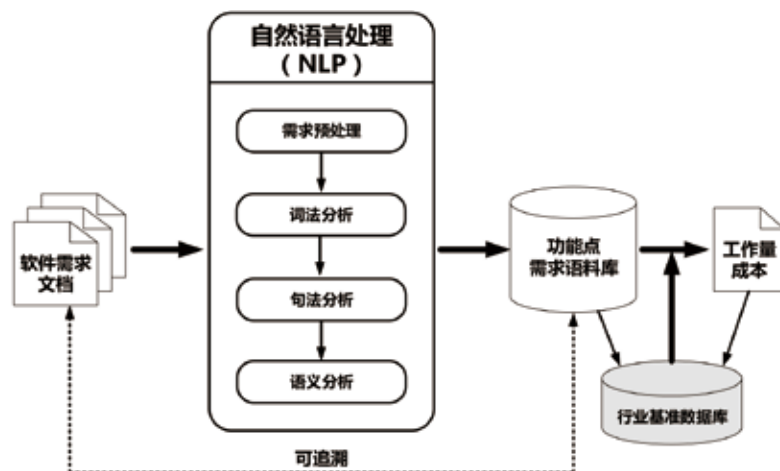 自然语言处理
（NLP）
需求预处理
词法分析
句法分析
语义分析
软件需求
文档
功能点
需求语料库
工作量
成本
行业基准数据库
可追溯